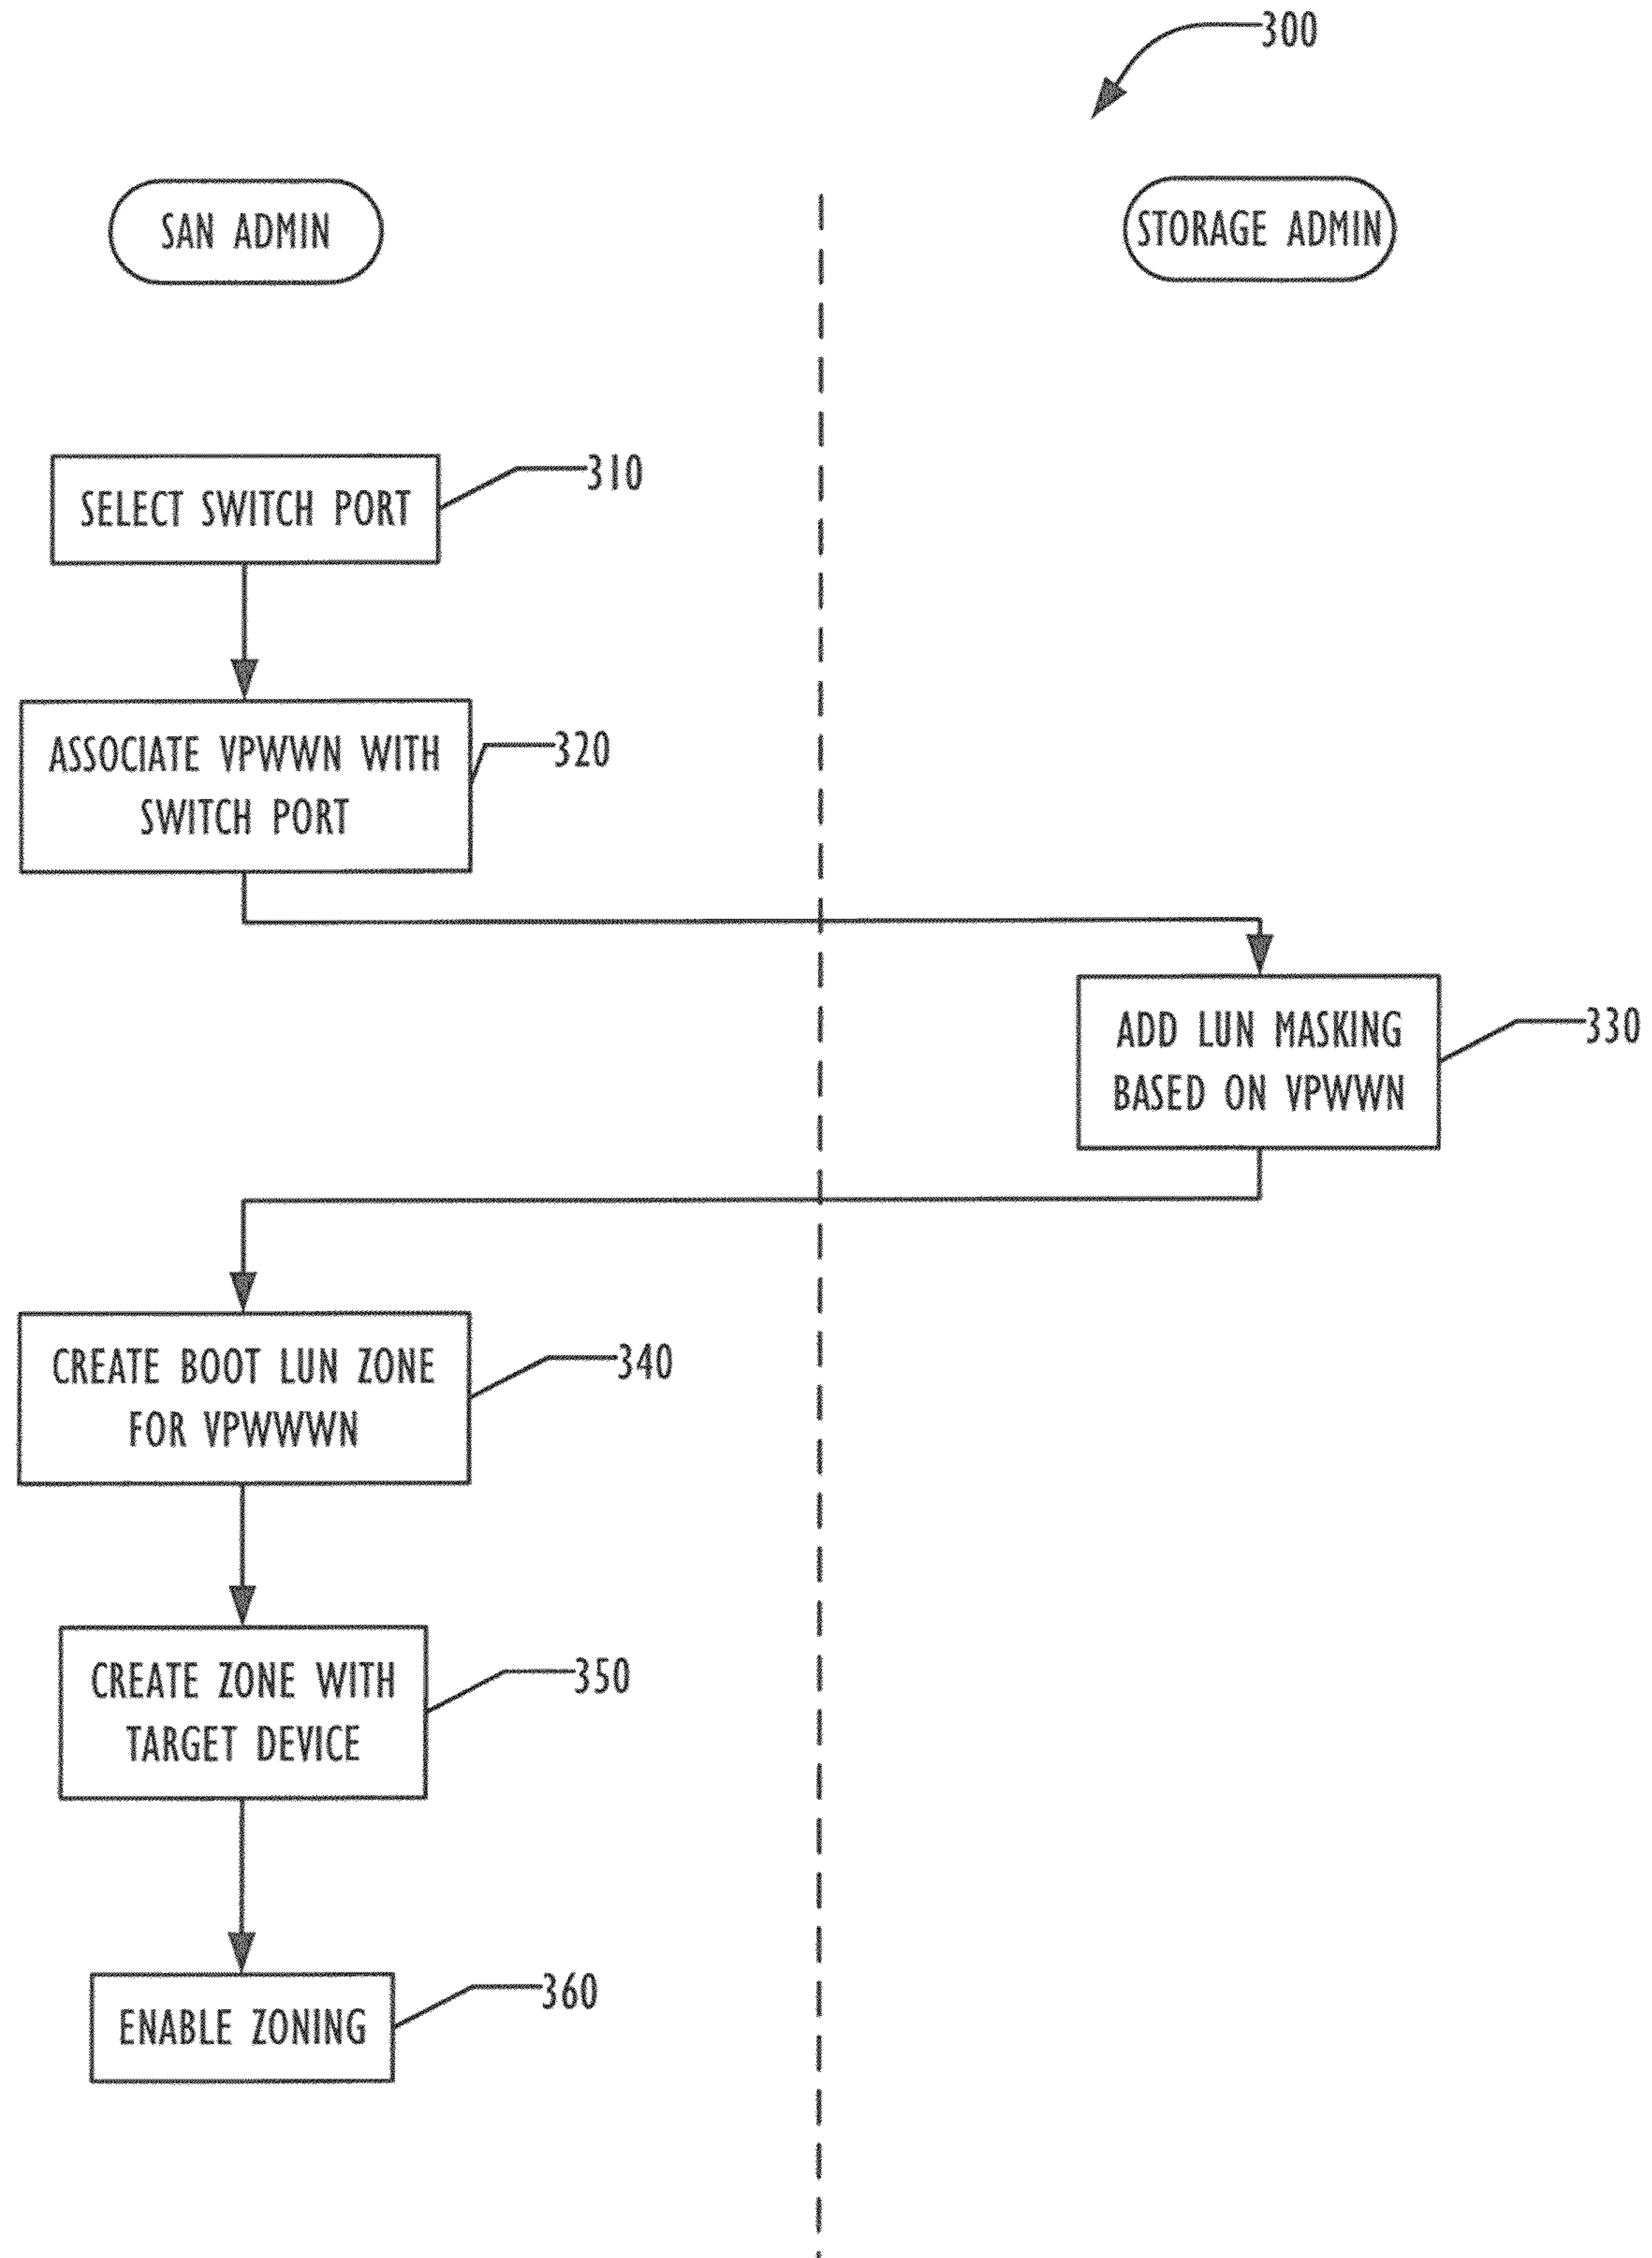 300
SAN ADMIN
STORAGE ADMIN
SELECT SWITCH PORT
310
ASSOCIATE VPWWN WITH
SWITCH PORT
320
ADD LUN MASKING
BASED ON VPWWN
330
CREATE BOOT LUN ZONE
FOR VPWWWN
340
CREATE ZONE WITH
TARGET DEVICE
350
ENABLE ZONING
360